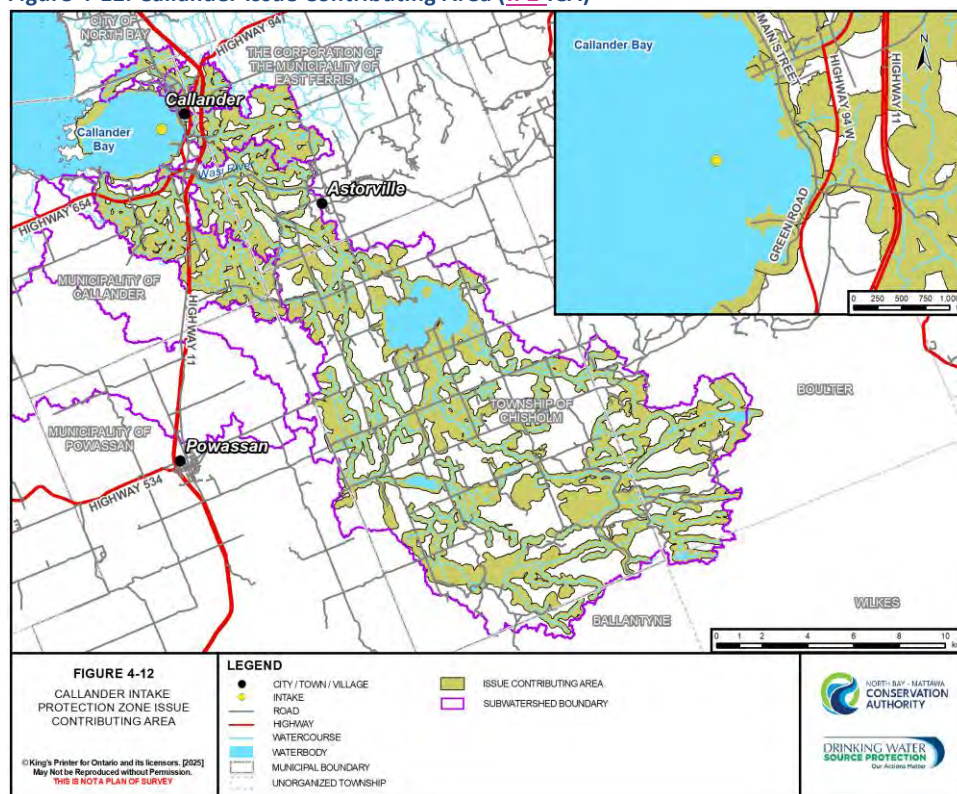 Figure 4-12: Callander Issue Contributing Area (IPZ-ICA)
CITY OF
NORTH BAY
HIGHWAY 94
THE CORPORATION OF
THE MUNICIPALITY OF
EAST FERRIS
Callander
Callander
Bay
Wasi River
Astorville
HIGHWAY 654
MUNICIPALITY OF
CALLANDER
HIGHWAY 11
MUNICIPALITY OF
POWASSAN
Powassan
HIGHWAY 534
TOWNSHIP OF
CHISHOLM
BOULTER
BALLANTYNE
WILKES
0 1 2 4 6 8 10
Callander Bay
MAIN STREET
HIGHWAY 94 W
HIGHWAY 11
GREEN ROAD
N
0 250 500 750 1,000
FIGURE 4-12
CALLANDER INTAKE
PROTECTION ZONE ISSUE
CONTRIBUTING AREA
©King's Printer for Ontario and its licensors. [2025]
May Not be Reproduced without Permission.
THIS IS NOT A PLAN OF SURVEY
LEGEND
CITY / TOWN / VILLAGE
INTAKE
ROAD
HIGHWAY
WATERCOURSE
WATERBODY
MUNICIPAL BOUNDARY
UNORGANIZED TOWNSHIP
ISSUE CONTRIBUTING AREA
SUBWATERSHED BOUNDARY
NORTH BAY - MATTAWA
CONSERVATION
AUTHORITY
DRINKING WATER
SOURCE PROTECTION
Our Actions Matter